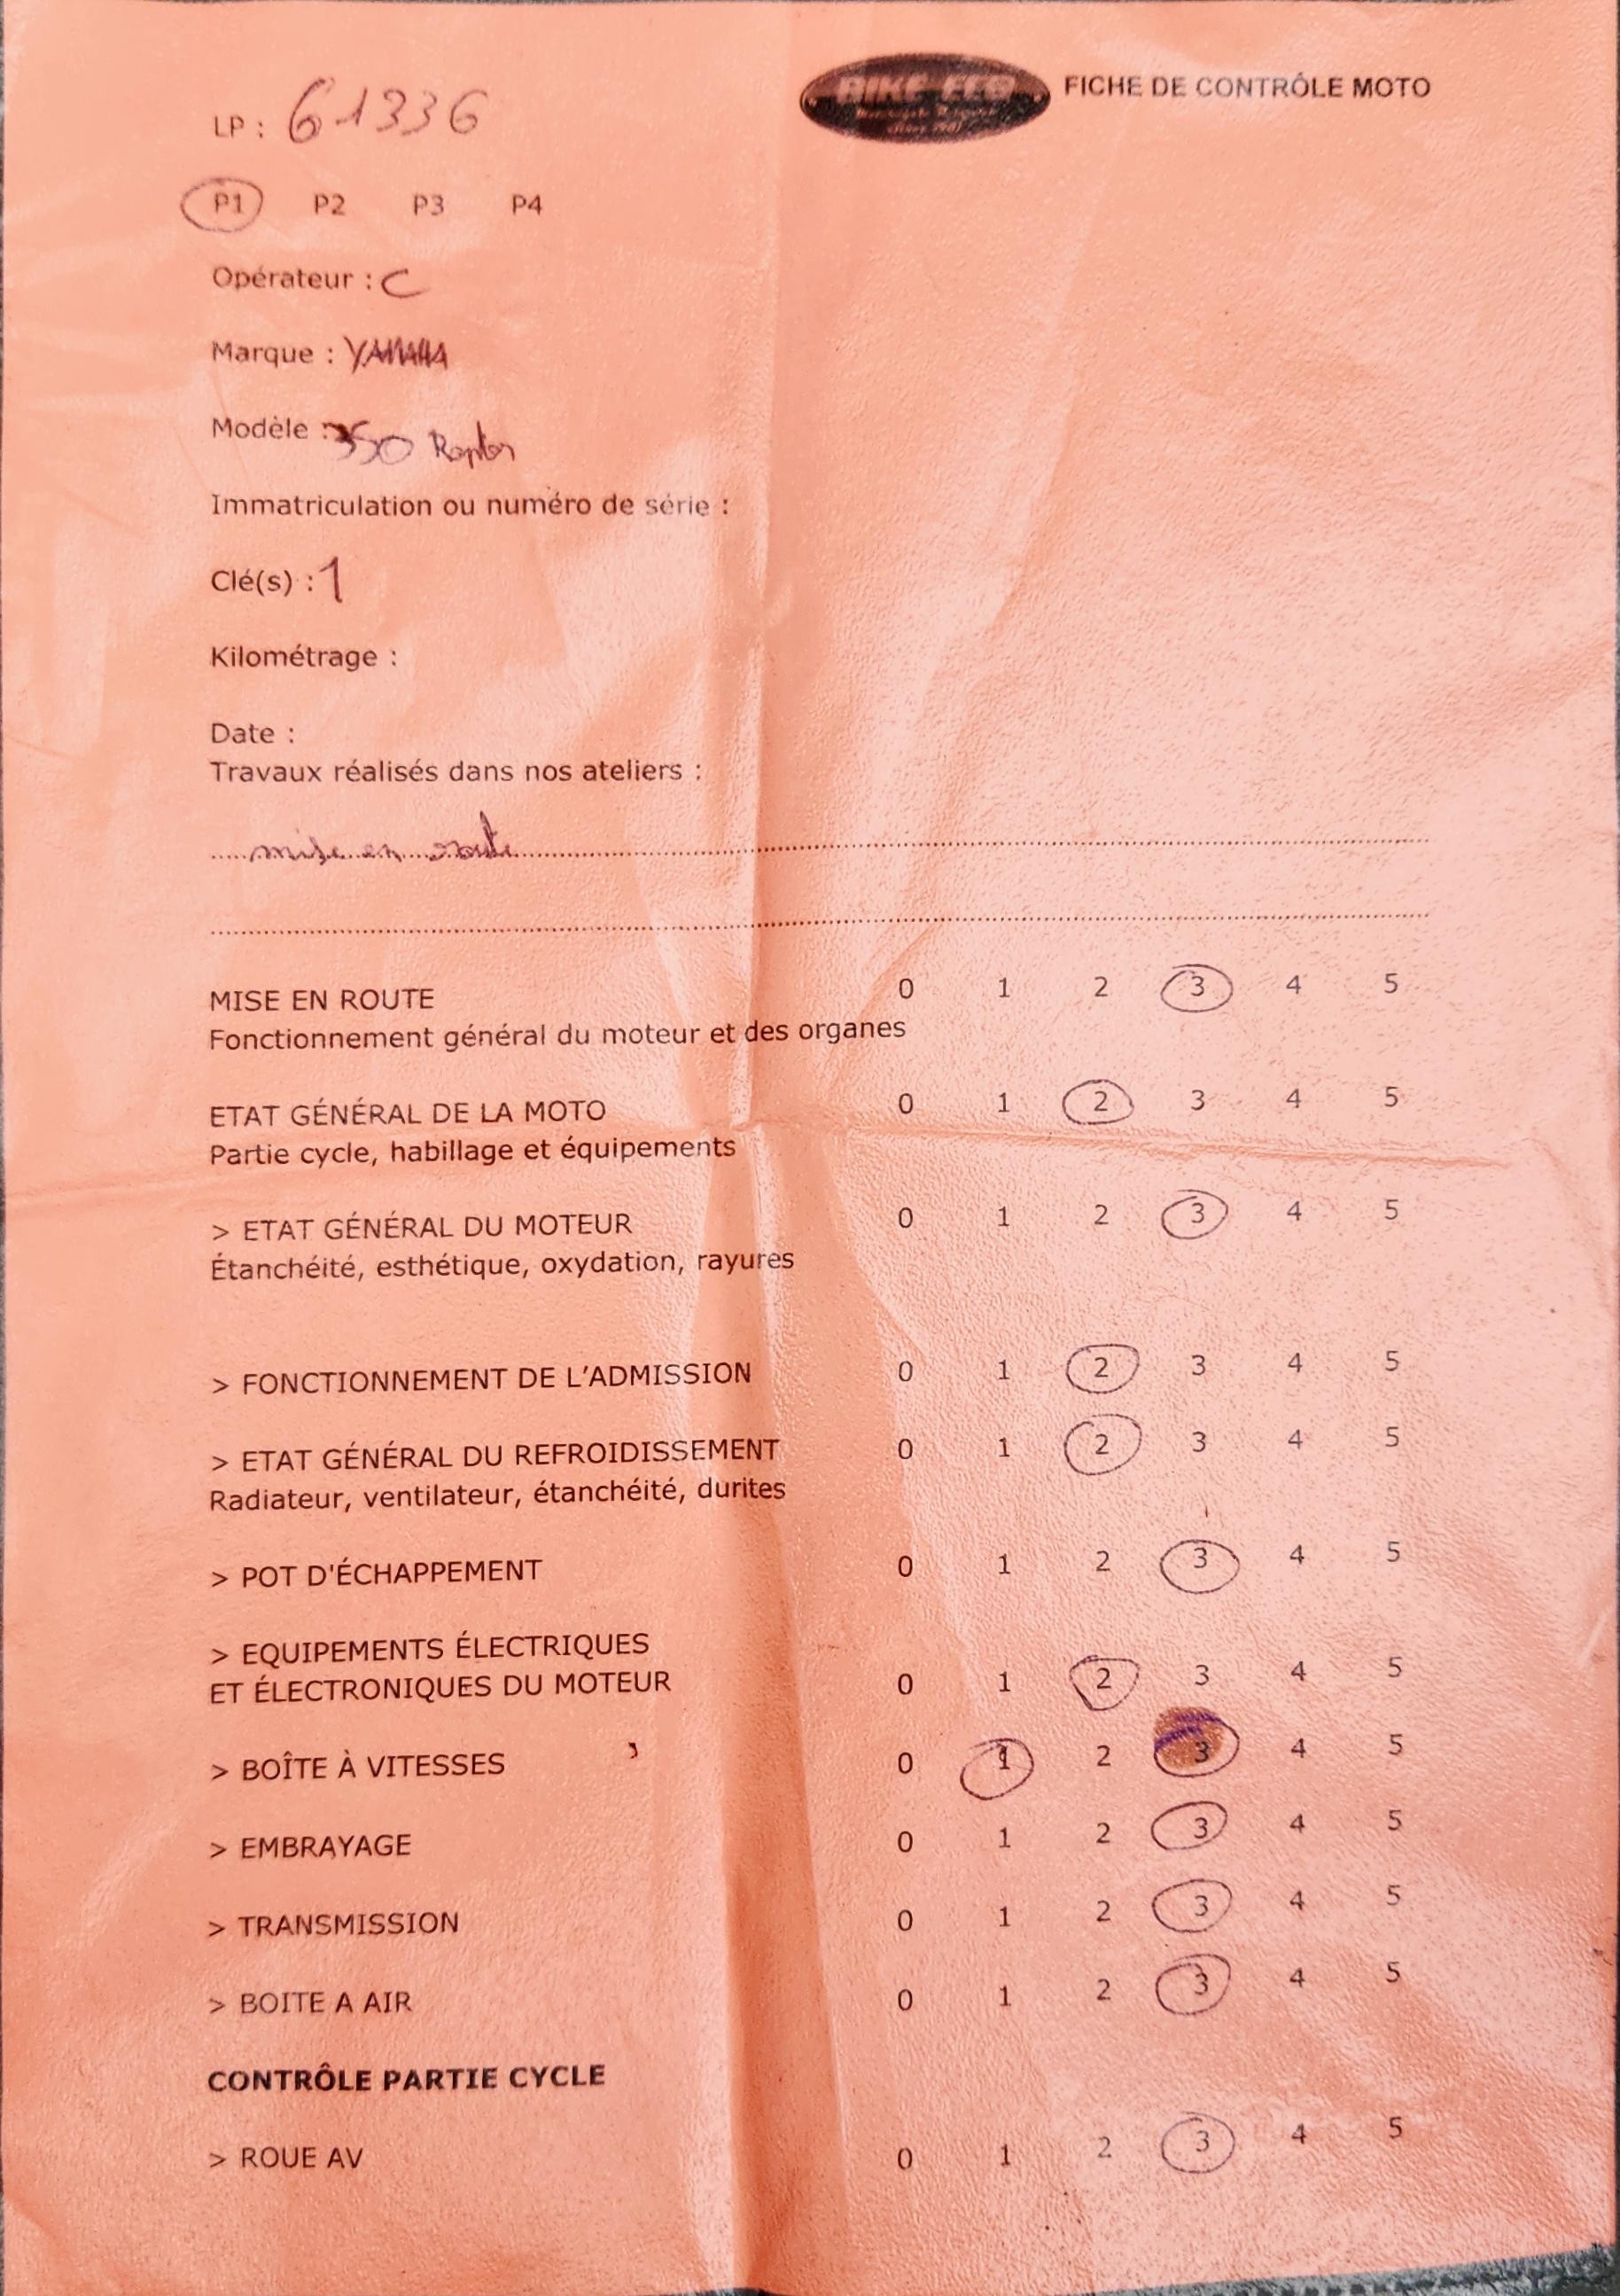 LP : 61336
BIKE-ECO
FICHE DE CONTRÔLE MOTO
P1 P2 P3 P4
Opérateur : C
Marque : YAMAHA
Modèle : 350 Raptor
Immatriculation ou numéro de série :
Clé(s) : 1
Kilométrage :
Date :
Travaux réalisés dans nos ateliers :
mise en route
MISE EN ROUTE 0 1 2 3 4 5
Fonctionnement général du moteur et des organes
ETAT GÉNÉRAL DE LA MOTO 0 1 2 3 4 5
Partie cycle, habillage et équipements
> ETAT GÉNÉRAL DU MOTEUR 0 1 2 3 4 5
Étanchéité, esthétique, oxydation, rayures
> FONCTIONNEMENT DE L'ADMISSION 0 1 2 3 4 5
> ETAT GÉNÉRAL DU REFROIDISSEMENT 0 1 2 3 4 5
Radiateur, ventilateur, étanchéité, durites
> POT D'ÉCHAPPEMENT 0 1 2 3 4 5
> EQUIPEMENTS ÉLECTRIQUES
ET ÉLECTRONIQUES DU MOTEUR 0 1 2 3 4 5
> BOÎTE À VITESSES 0 1 2 3 4 5
> EMBRAYAGE 0 1 2 3 4 5
> TRANSMISSION 0 1 2 3 4 5
> BOITE A AIR 0 1 2 3 4 5
CONTRÔLE PARTIE CYCLE
> ROUE AV 0 1 2 3 4 5